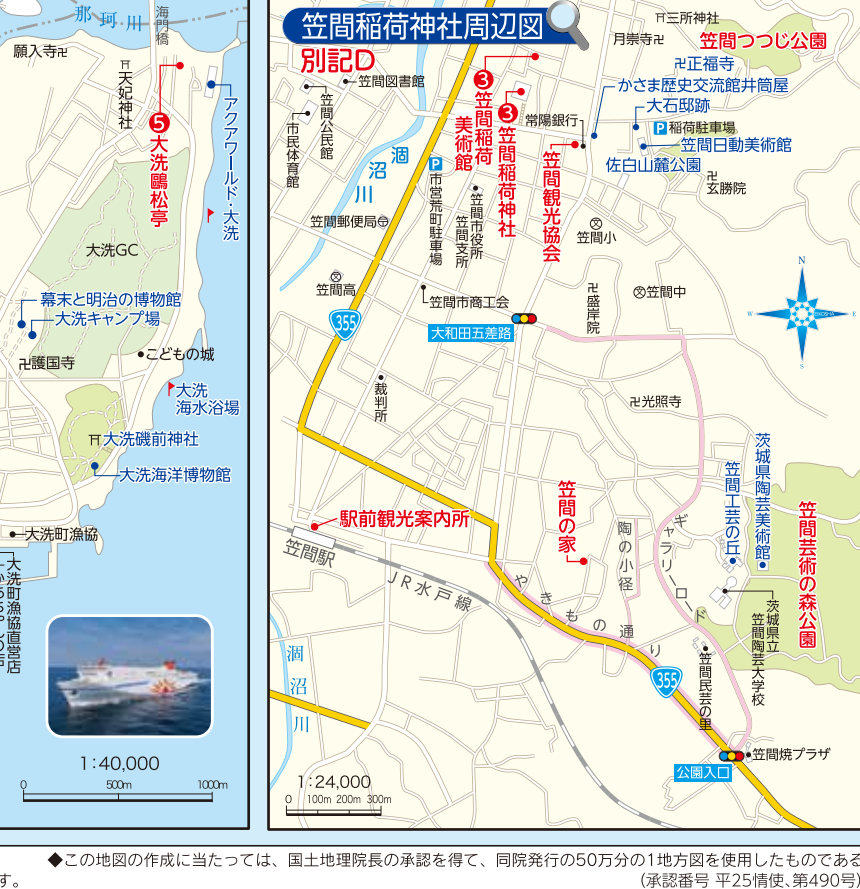 那珂川
海門橋
願入寺卍
天妃神社
❺大洗鷗松亭
アクアワールド・大洗
大洗GC
幕末と明治の博物館
大洗キャンプ場
卍護国寺
こどもの城
大洗
海水浴場
大洗磯前神社
大洗海洋博物館
大洗町漁協
大洗町漁協直営店
1:40,000
0 500m 1000m
笠間稲荷神社周辺図
別記D
笠間図書館
笠間公民館
市民体育館
涸沼川
❸笠間稲荷
美術館
❸笠間稲荷神社
常陽銀行
笠間観光協会
三所神社
月崇寺卍
笠間つつじ公園
卍正福寺
かさま歴史交流館井筒屋
大石邸跡
P 稲荷駐車場
笠間日動美術館
佐白山麓公園
卍玄勝院
P市営荒町駐車場
笠間市役所
笠間支所
笠間郵便局
笠間小
笠間高
笠間市商工会
卍盛岸院
笠間中
N
W
E
S
355
大和田五差路
裁判所
卍光照寺
茨城県陶芸美術館
笠間工芸の丘
笠間芸術の森公園
笠間の家
陶の小径
ギャラリーロード
駅前観光案内所
笠間駅
JR水戸線
やきもの通り
茨城県立
笠間陶芸大学校
笠間民芸の里
355
涸沼川
笠間焼プラザ
公園入口
1:24,000
0 100m 200m 300m
◆この地図の作成に当たっては、国土地理院長の承認を得て、同院発行の50万分の1地方図を使用したものである
す。
(承認番号 平25情使、第490号)